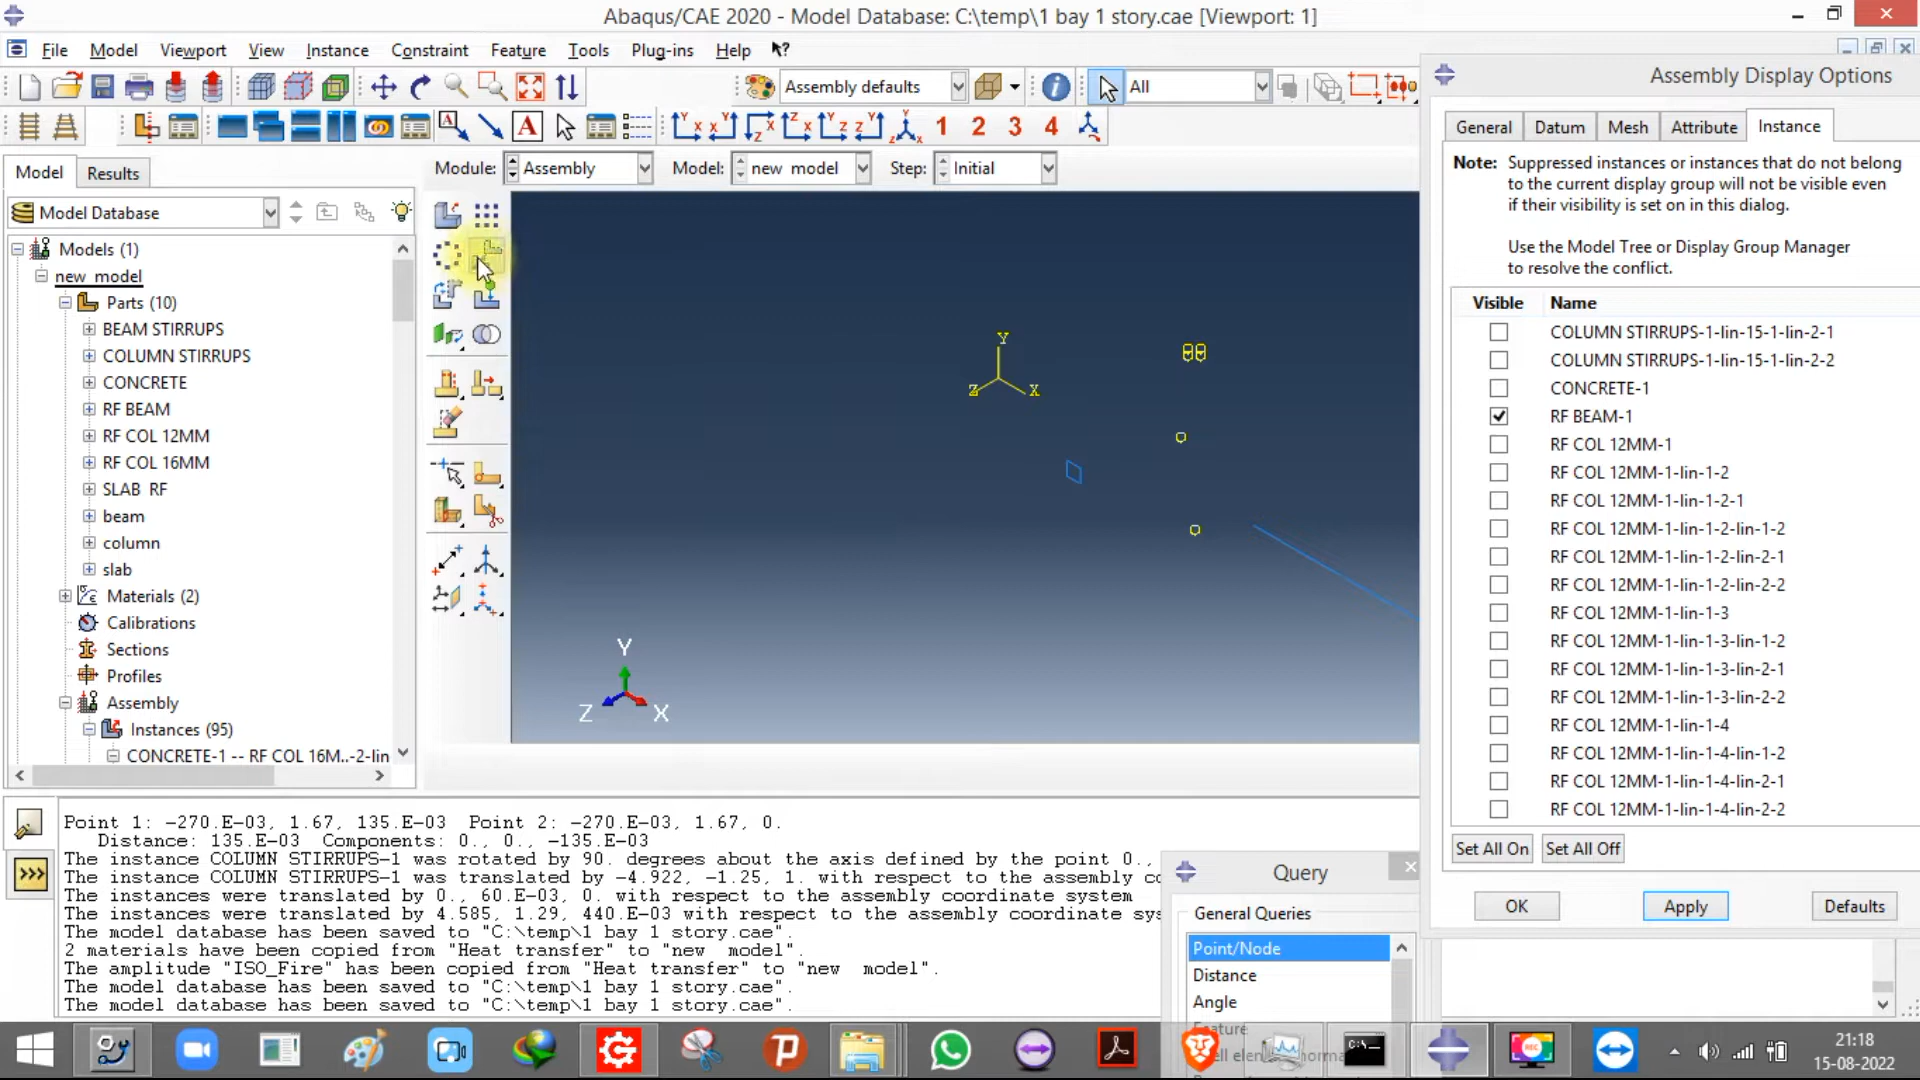 Abaqus/CAE 2020 - Model Database: C:\temp\1 bay 1 story.cae [Viewport: 1]
File Model Viewport View Instance Constraint Feature Tools Plug-ins Help
Assembly defaults
All
1 2 3 4
Model Results
Module: Assembly Model: new model Step: Initial
Model Database
Models (1)
new model
Parts (10)
BEAM STIRRUPS
COLUMN STIRRUPS
CONCRETE
RF BEAM
RF COL 12MM
RF COL 16MM
SLAB RF
beam
column
slab
Materials (2)
Calibrations
Sections
Profiles
Assembly
Instances (95)
CONCRETE-1 -- RF COL 16M..-2-lin
Y
Z X
Y
Z X
Assembly Display Options
General Datum Mesh Attribute Instance
Note: Suppressed instances or instances that do not belong
to the current display group will not be visible even
if their visibility is set on in this dialog.
Use the Model Tree or Display Group Manager
to resolve the conflict.
Visible Name
COLUMN STIRRUPS-1-lin-15-1-lin-2-1
COLUMN STIRRUPS-1-lin-15-1-lin-2-2
CONCRETE-1
RF BEAM-1
RF COL 12MM-1
RF COL 12MM-1-lin-1-2
RF COL 12MM-1-lin-1-2-1
RF COL 12MM-1-lin-1-2-lin-1-2
RF COL 12MM-1-lin-1-2-lin-2-1
RF COL 12MM-1-lin-1-2-lin-2-2
RF COL 12MM-1-lin-1-3
RF COL 12MM-1-lin-1-3-lin-1-2
RF COL 12MM-1-lin-1-3-lin-2-1
RF COL 12MM-1-lin-1-3-lin-2-2
RF COL 12MM-1-lin-1-4
RF COL 12MM-1-lin-1-4-lin-1-2
RF COL 12MM-1-lin-1-4-lin-2-1
RF COL 12MM-1-lin-1-4-lin-2-2
Set All On Set All Off
OK Apply Defaults
Point 1: -270.E-03, 1.67, 135.E-03 Point 2: -270.E-03, 1.67, 0.
Distance: 135.E-03 Components: 0., 0., -135.E-03
The instance COLUMN STIRRUPS-1 was rotated by 90. degrees about the axis defined by the point 0.,
The instance COLUMN STIRRUPS-1 was translated by -4.922, -1.25, 1. with respect to the assembly co
The instances were translated by 0., 60.E-03, 0. with respect to the assembly coordinate system
The instances were translated by 4.585, 1.29, 440.E-03 with respect to the assembly coordinate sys
The model database has been saved to "C:\temp\1 bay 1 story.cae".
2 materials have been copied from "Heat transfer" to "new model".
The amplitude "ISO_Fire" has been copied from "Heat transfer" to "new model".
The model database has been saved to "C:\temp\1 bay 1 story.cae".
The model database has been saved to "C:\temp\1 bay 1 story.cae".
Query
General Queries
Point/Node
Distance
Angle
Feature
21:18
15-08-2022